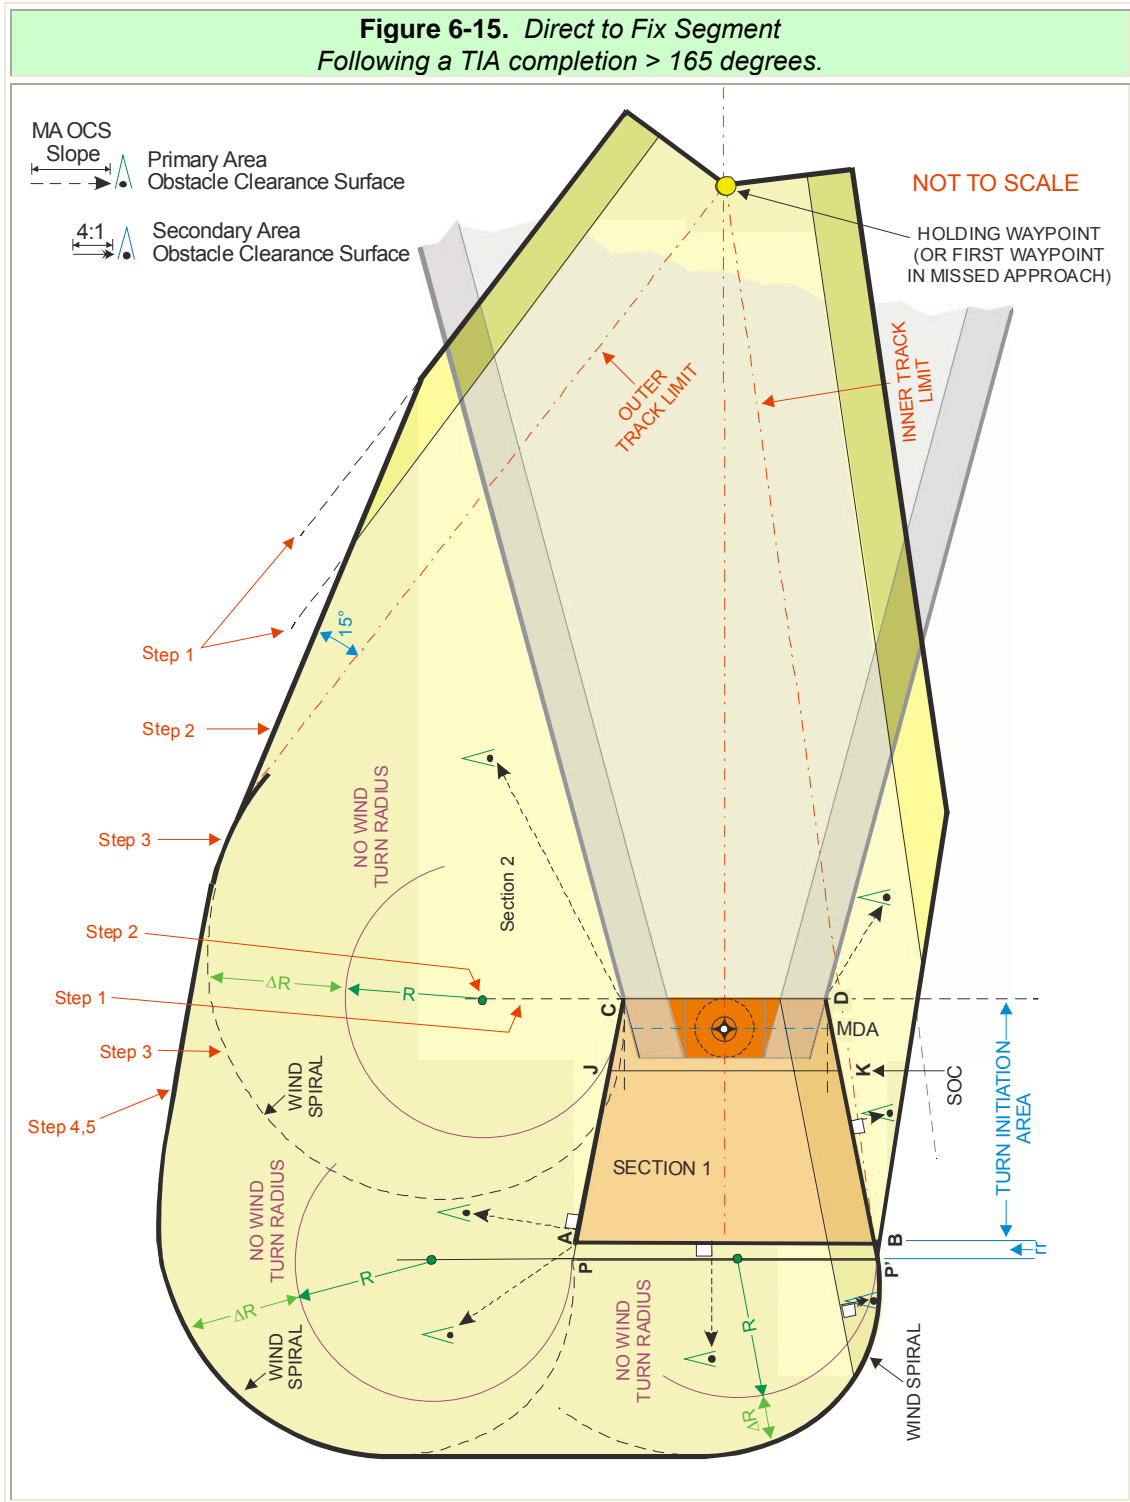 Figure 6-15. Direct to Fix Segment
Following a TIA completion > 165 degrees.
MA OCS
Slope
Primary Area
Obstacle Clearance Surface
4:1
Secondary Area
Obstacle Clearance Surface
NOT TO SCALE
HOLDING WAYPOINT
(OR FIRST WAYPOINT
IN MISSED APPROACH)
OUTER
TRACK LIMIT
INNER TRACK
LIMIT
Step 1
15°
Step 2
NO WIND
TURN RADIUS
Step 3
Section 2
Step 2
ΔR
R
Step 1
C
D
MDA
Step 3
J
K
SOC
WIND
SPIRAL
Step 4,5
TURN INITIATION
AREA
SECTION 1
NO WIND
TURN RADIUS
A
B
rr
P
P'
R
ΔR
WIND
SPIRAL
NO WIND
TURN RADIUS
R
ΔR
WIND SPIRAL